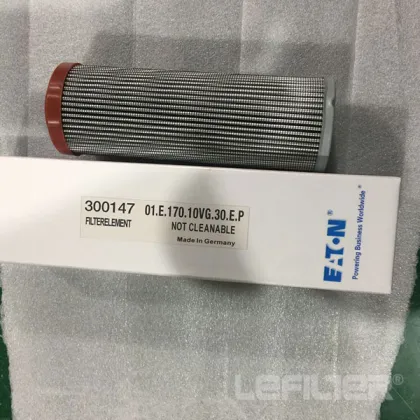 300147 01.E.170.10VG.30.E.P
FILTERELEMENT NOT CLEANABLE
Made in Germany
EATON
Powering Business Worldwide
LEFILTER